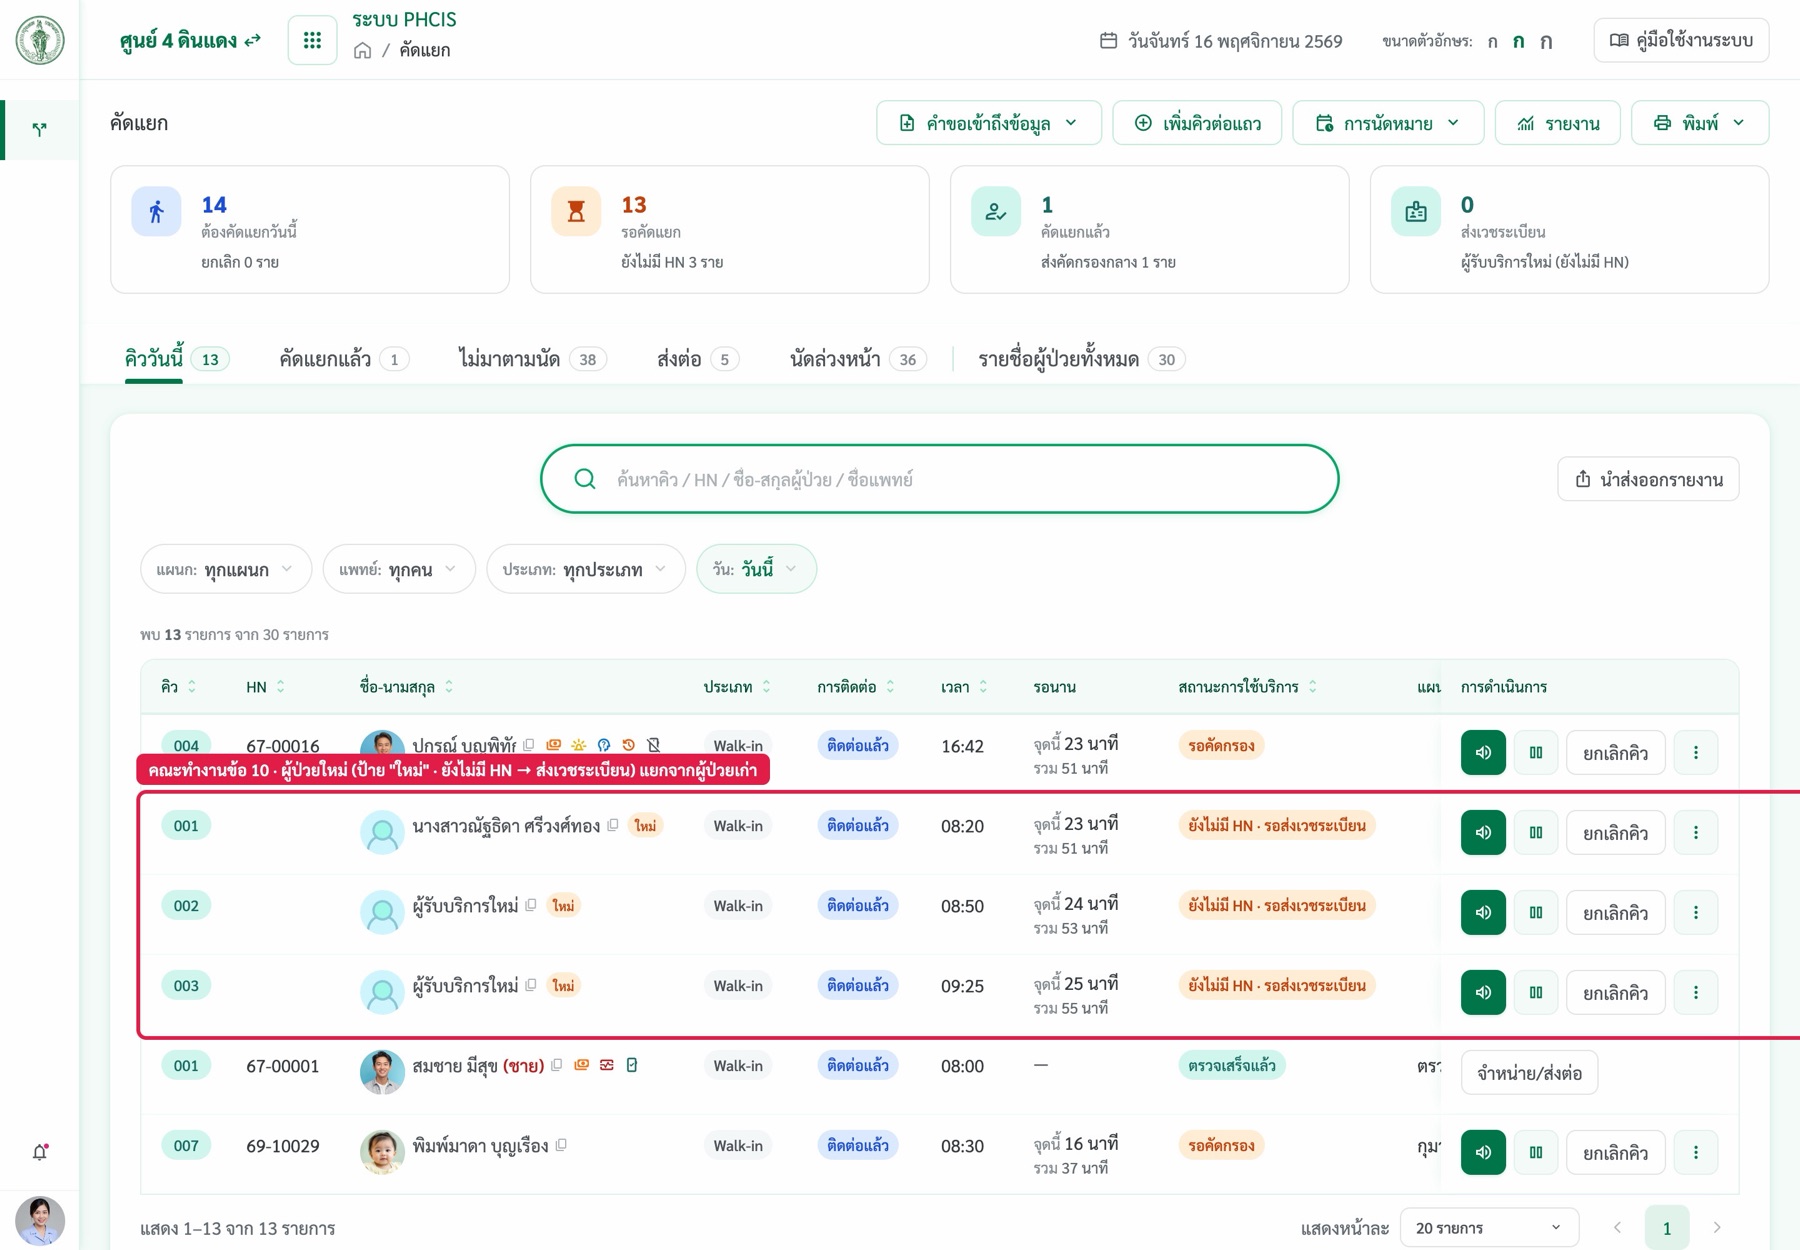 ศูนย์ 4 ดินแดง
ระบบ PHCIS
/ คัดแยก
วันจันทร์ 16 พฤศจิกายน 2569
ขนาดตัวอักษร: ก ก ก
คู่มือใช้งานระบบ
คัดแยก
คำขอเข้าถึงข้อมูล
เพิ่มคิวต่อแถว
การนัดหมาย
รายงาน
พิมพ์
14
ต้องคัดแยกวันนี้
ยกเลิก 0 ราย
13
รอคัดแยก
ยังไม่มี HN 3 ราย
1
คัดแยกแล้ว
ส่งคัดกรองกลาง 1 ราย
0
ส่งเวชระเบียน
ผู้รับบริการใหม่ (ยังไม่มี HN)
คิววันนี้ 13 คัดแยกแล้ว 1 ไม่มาตามนัด 38 ส่งต่อ 5 นัดล่วงหน้า 36 รายชื่อผู้ป่วยทั้งหมด 30
ค้นหาคิว / HN / ชื่อ-สกุลผู้ป่วย / ชื่อแพทย์
นำส่งออกรายงาน
แผนก: ทุกแผนก แพทย์: ทุกคน ประเภท: ทุกประเภท วัน: วันนี้
พบ 13 รายการ จาก 30 รายการ
คิว HN ชื่อ-นามสกุล ประเภท การติดต่อ เวลา รอนาน สถานะการใช้บริการ แผน การดำเนินการ
004 67-00016 ปกรณ์ บุญพิทั Walk-in ติดต่อแล้ว 16:42 จุดนี้ 23 นาที รอคัดกรอง ยกเลิกคิว
รวม 51 นาที
คณะทำงานข้อ 10 · ผู้ป่วยใหม่ (ป้าย "ใหม่" · ยังไม่มี HN → ส่งเวชระเบียน) แยกจากผู้ป่วยเก่า
001 นางสาวณัฐธิดา ศรีวงศ์ทอง ใหม่ Walk-in ติดต่อแล้ว 08:20 จุดนี้ 23 นาที ยังไม่มี HN · รอส่งเวชระเบียน ยกเลิกคิว
รวม 51 นาที
002 ผู้รับบริการใหม่ ใหม่ Walk-in ติดต่อแล้ว 08:50 จุดนี้ 24 นาที ยังไม่มี HN · รอส่งเวชระเบียน ยกเลิกคิว
รวม 53 นาที
003 ผู้รับบริการใหม่ ใหม่ Walk-in ติดต่อแล้ว 09:25 จุดนี้ 25 นาที ยังไม่มี HN · รอส่งเวชระเบียน ยกเลิกคิว
รวม 55 นาที
001 67-00001 สมชาย มีสุข (ชาย) Walk-in ติดต่อแล้ว 08:00 — ตรวจเสร็จแล้ว ตรว จำหน่าย/ส่งต่อ
007 69-10029 พิมพ์มาดา บุญเรือง Walk-in ติดต่อแล้ว 08:30 จุดนี้ 16 นาที รอคัดกรอง กุมา ยกเลิกคิว
รวม 37 นาที
แสดง 1–13 จาก 13 รายการ
แสดงหน้าละ 20 รายการ 1